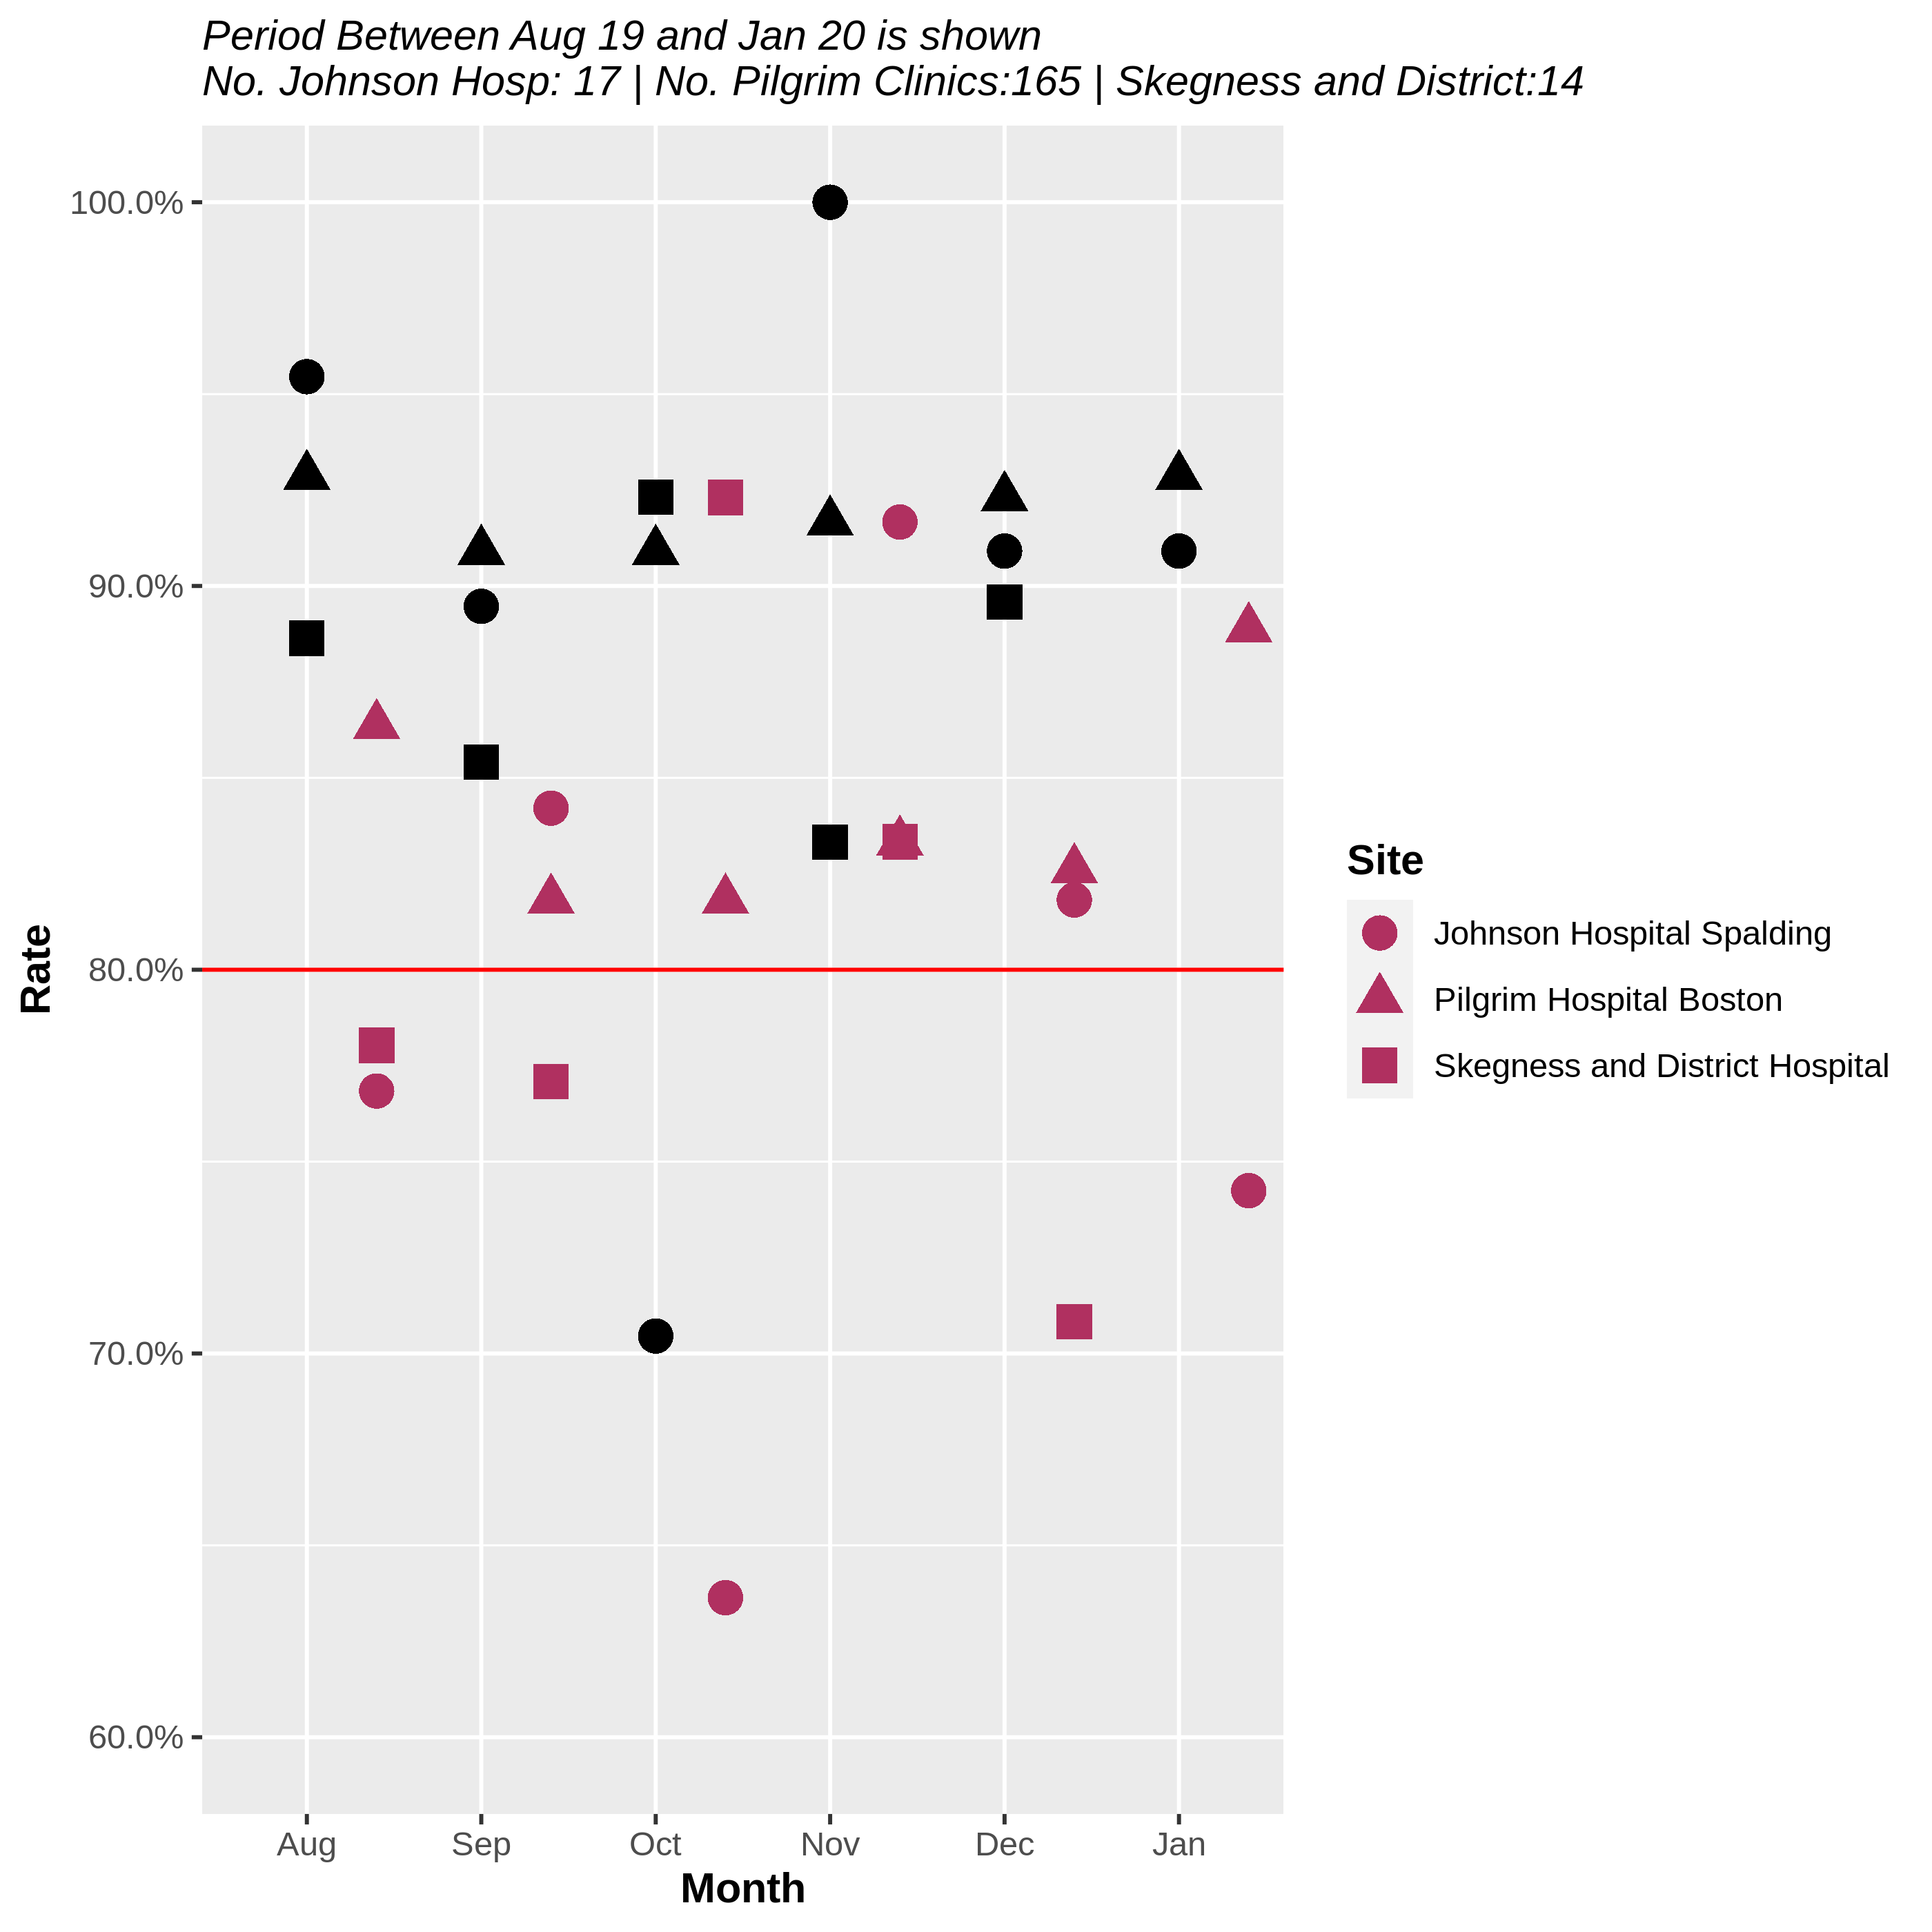 Period Between Aug 19 and Jan 20 is shown
No. Johnson Hosp: 17 | No. Pilgrim Clinics:165 | Skegness and District:14
100.0%
90.0%
80.0%
70.0%
60.0%
Rate
Aug Sep Oct Nov Dec Jan
Month
Site
Johnson Hospital Spalding
Pilgrim Hospital Boston
Skegness and District Hospital